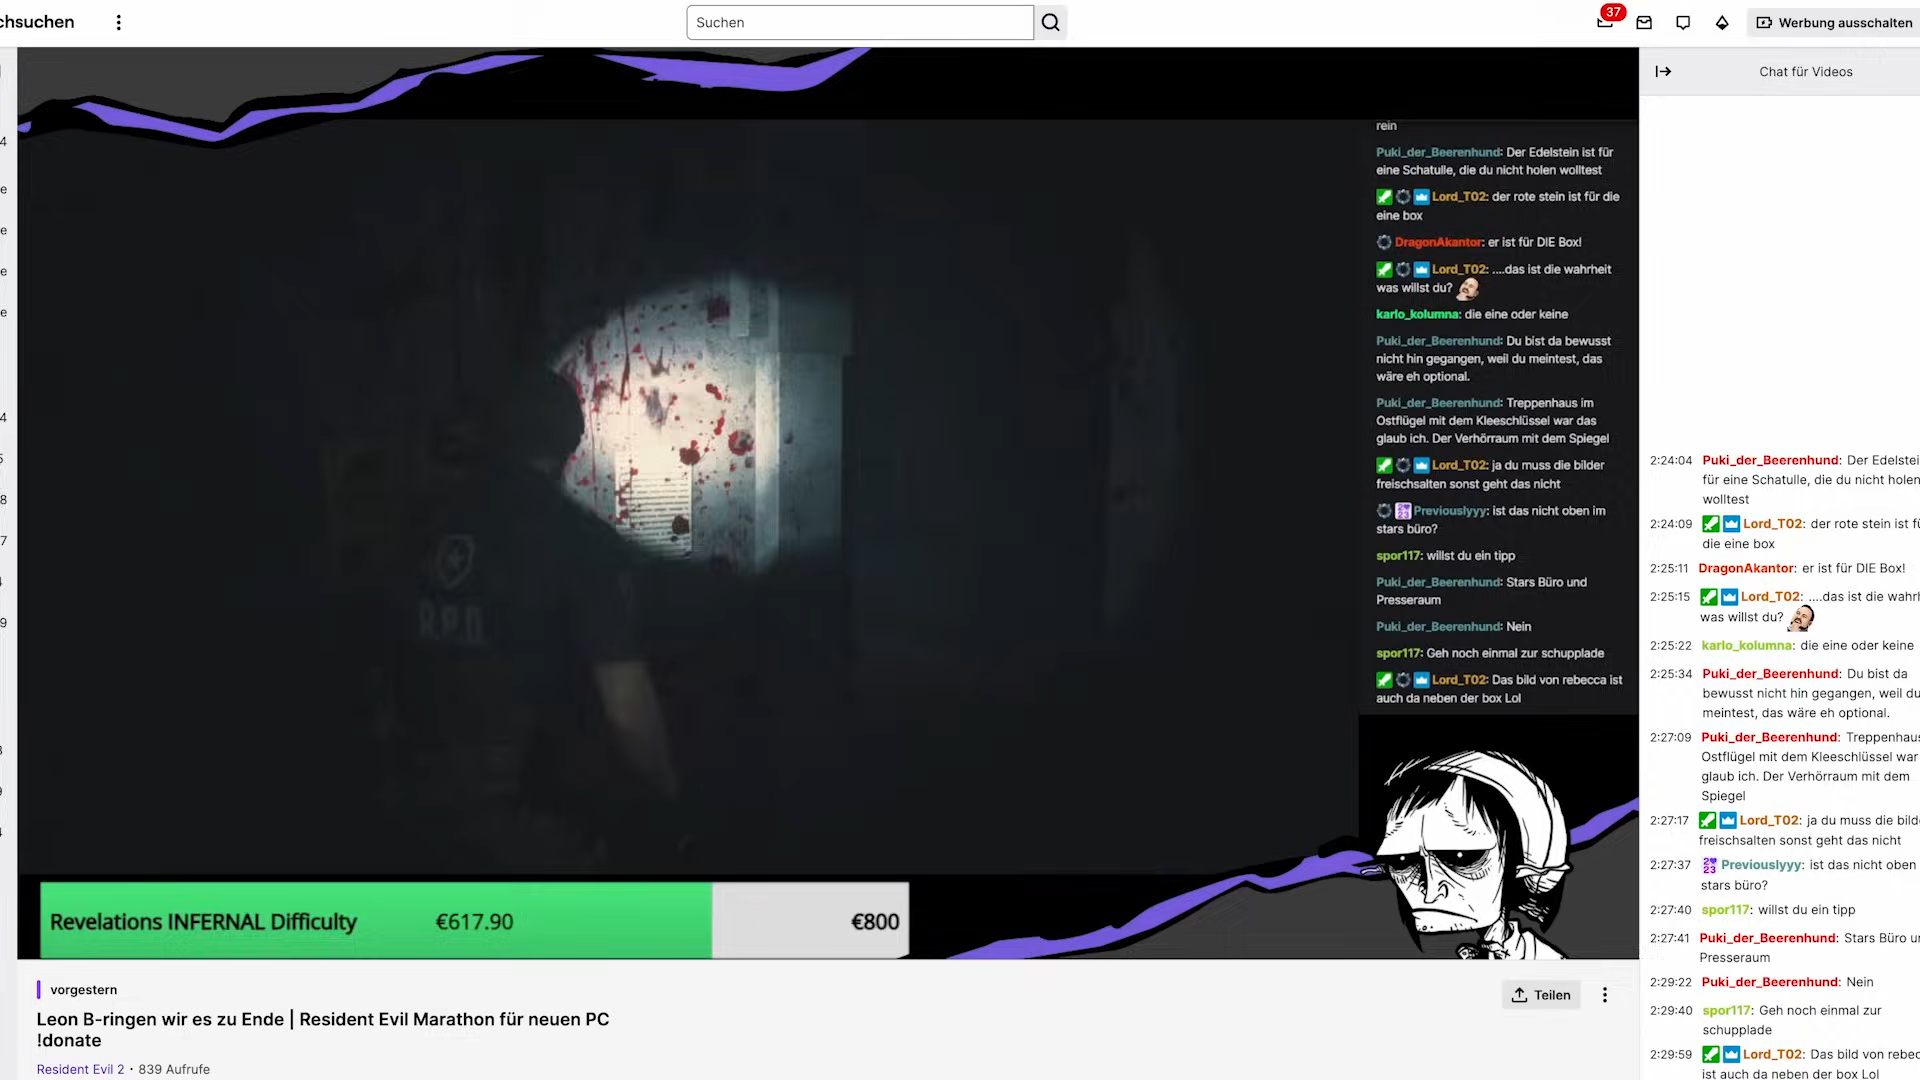 chsuchen
Suchen
37
Werbung ausschalten
Chat für Videos
rein
Puki_der_Beerenhund: Der Edelstein ist für
eine Schatulle, die du nicht holen wolltest
Lord_T02: der rote stein ist für die
eine box
DragonAkantor: er ist für DIE Box!
Lord_T02: ....das ist die wahrheit
was willst du?
karlo_kolumna: die eine oder keine
Puki_der_Beerenhund: Du bist da bewusst
nicht hin gegangen, weil du meintest, das
wäre eh optional.
Puki_der_Beerenhund: Treppenhaus im
Ostflügel mit dem Kleeschlüssel war das
glaub ich. Der Verhörraum mit dem Spiegel
Lord_T02: ja du muss die bilder
freischsalten sonst geht das nicht
Previouslyyy: ist das nicht oben im
stars büro?
spor117: willst du ein tipp
Puki_der_Beerenhund: Stars Büro und
Presseraum
Puki_der_Beerenhund: Nein
spor117: Geh noch einmal zur schupplade
Lord_T02: Das bild von rebecca ist
auch da neben der box Lol
R.P.D.
Revelations INFERNAL Difficulty €617.90 €800
vorgestern
Teilen
Leon B-ringen wir es zu Ende | Resident Evil Marathon für neuen PC
!donate
Resident Evil 2 • 839 Aufrufe
2:24:04 Puki_der_Beerenhund: Der Edelstei
für eine Schatulle, die du nicht holen
wolltest
2:24:09 Lord_T02: der rote stein ist fü
die eine box
2:25:11 DragonAkantor: er ist für DIE Box!
2:25:15 Lord_T02: ....das ist die wahrh
was willst du?
2:25:22 karlo_kolumna: die eine oder keine
2:25:34 Puki_der_Beerenhund: Du bist da
bewusst nicht hin gegangen, weil du
meintest, das wäre eh optional.
2:27:09 Puki_der_Beerenhund: Treppenhaus
Ostflügel mit dem Kleeschlüssel war
glaub ich. Der Verhörraum mit dem
Spiegel
2:27:17 Lord_T02: ja du muss die bilde
freischsalten sonst geht das nicht
2:27:37 Previouslyyy: ist das nicht oben
stars büro?
2:27:40 spor117: willst du ein tipp
2:27:41 Puki_der_Beerenhund: Stars Büro un
Presseraum
2:29:22 Puki_der_Beerenhund: Nein
2:29:40 spor117: Geh noch einmal zur
schupplade
2:29:59 Lord_T02: Das bild von rebec
ist auch da neben der box Lol